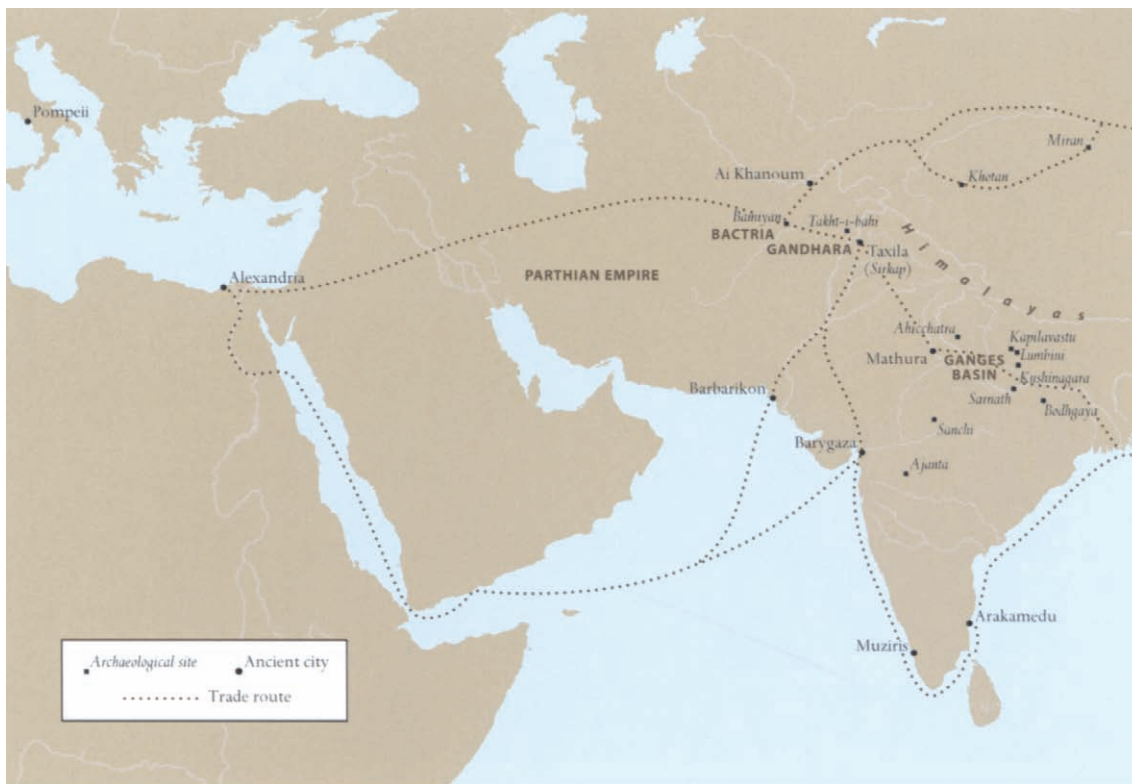 Pompeii
Miran
Ai Khanoum
Khotan
Bamiyan
Takht-i-bahi
BACTRIA
GANDHARA
Taxila
(Sirkap)
Himalayas
PARTHIAN EMPIRE
Alexandria
Ahicchatra
Kapilavastu
Mathura
GANGES
BASIN
Lumbini
Kushinagara
Barbarikon
Sarnath
Bodhgaya
Sanchi
Barygaza
Ajanta
Arakamedu
Muziris
Archaeological site
Ancient city
Trade route